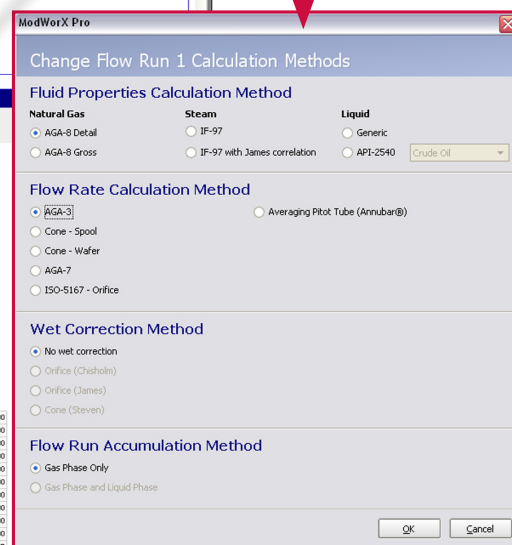 ModWorX Pro
Change Flow Run 1 Calculation Methods
Fluid Properties Calculation Method
Natural Gas Steam Liquid
AGA-8 Detail IF-97 Generic
AGA-8 Gross IF-97 with James correlation API-2540 Crude Oil
Flow Rate Calculation Method
AGA-3 Averaging Pitot Tube (Annubar®)
Cone - Spool
Cone - Wafer
AGA-7
ISO-5167 - Orifice
Wet Correction Method
No wet correction
Orifice (Chisholm)
Orifice (James)
Cone (Steven)
Flow Run Accumulation Method
Gas Phase Only
Gas Phase and Liquid Phase
OK Cancel